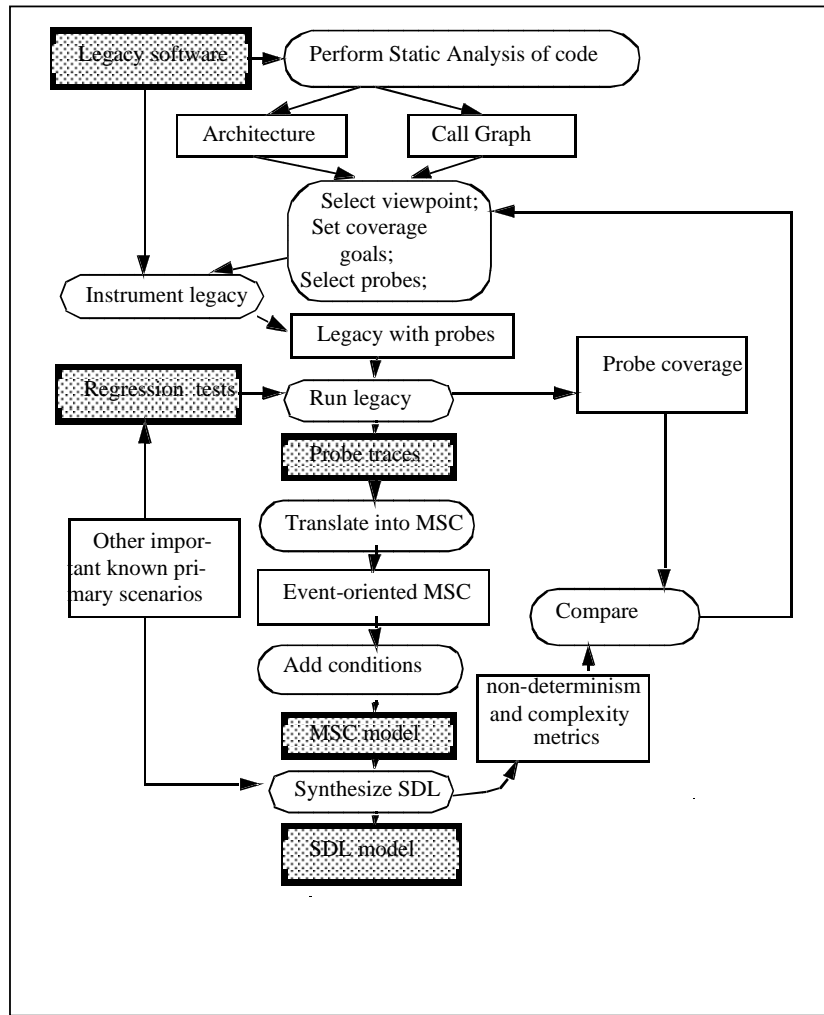 Legacy software
Perform Static Analysis of code
Architecture
Call Graph
Select viewpoint;
Set coverage
goals;
Select probes;
Instrument legacy
Legacy with probes
Probe coverage
Regression tests
Run legacy
Probe traces
Translate into MSC
Other impor-
tant known pri-
mary scenarios
Event-oriented MSC
Compare
Add conditions
non-determinism
and complexity
metrics
MSC model
Synthesize SDL
SDL model